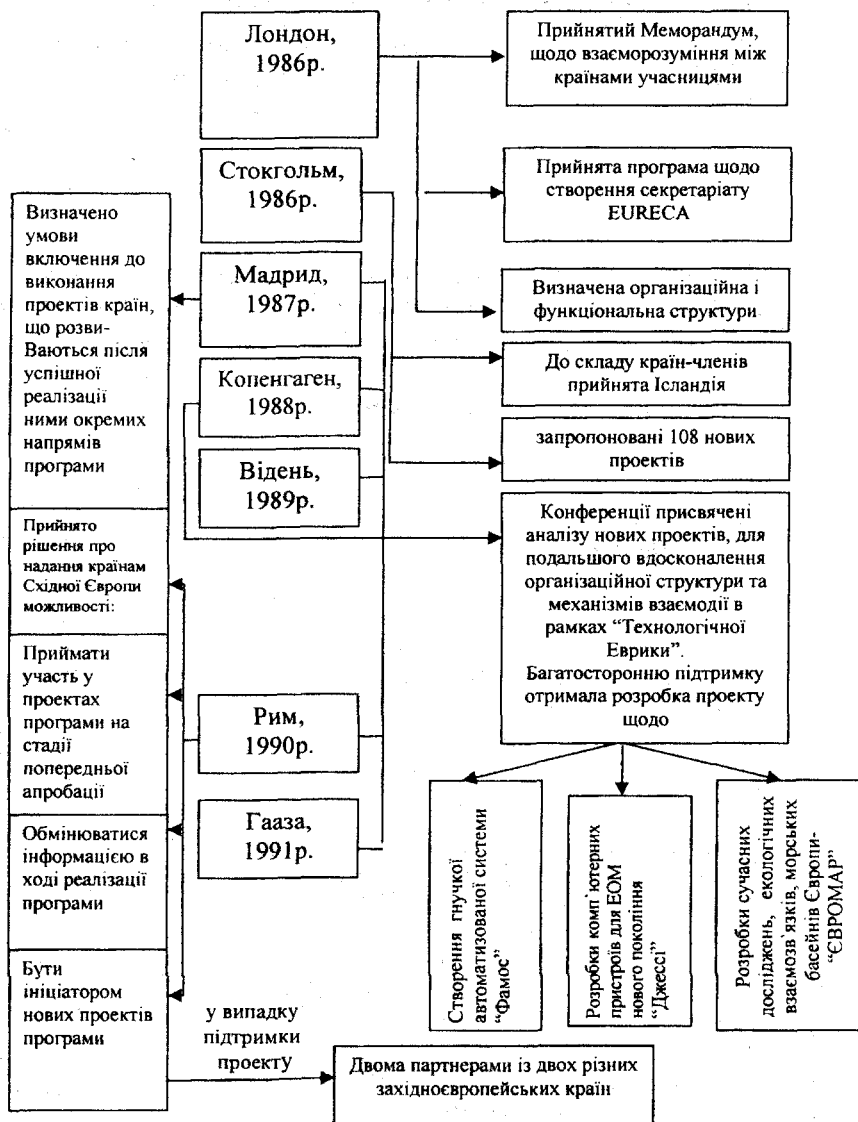 Лондон,
1986р.
Прийнятий Меморандум,
щодо взаєморозуміння між
країнами учасницями
Стокгольм,
1986р.
Прийнята програма щодо
створення секретаріату
EURECA
Визначено
умови
включення до
виконання
проектів країн,
що розви-
Ваються після
успішної
реалізації
ними окремих
напрямів
програми
Мадрид,
1987р.
Визначена організаційна і
функціональна структури
Копенгаген,
1988р.
До складу країн-членів
прийнята Ісландія
Відень,
1989р.
запропоновані 108 нових
проектів
Прийнято
рішення про
надання країнам
Східної Європи
можливості:
Конференції присвячені
аналізу нових проектів, для
подальшого вдосконалення
організаційної структури та
механізмів взаємодії в
рамках “Технологічної
Еврики”.
Багатосторонню підтримку
отримала розробка проекту
щодо
Приймати
участь у
проектах
програми на
стадії
попередньої
апробації
Рим,
1990р.
Гааза,
1991р.
Обмінюватися
інформацією в
ході реалізації
програми
Створення гнучкої
автоматизованої системи
“Фамос”
Розробки комп`ютерних
пристроїв для ЕОМ
нового покоління
“Джессі”
Розробки сучасних
досліджень, екологічних
взаємозв`язків, морських
басейнів Європи-
“ЄВРОМАР”
Бути
ініціатором
нових проектів
програми
у випадку
підтримки
проекту
Двома партнерами із двох різних
західноєвропейських країн